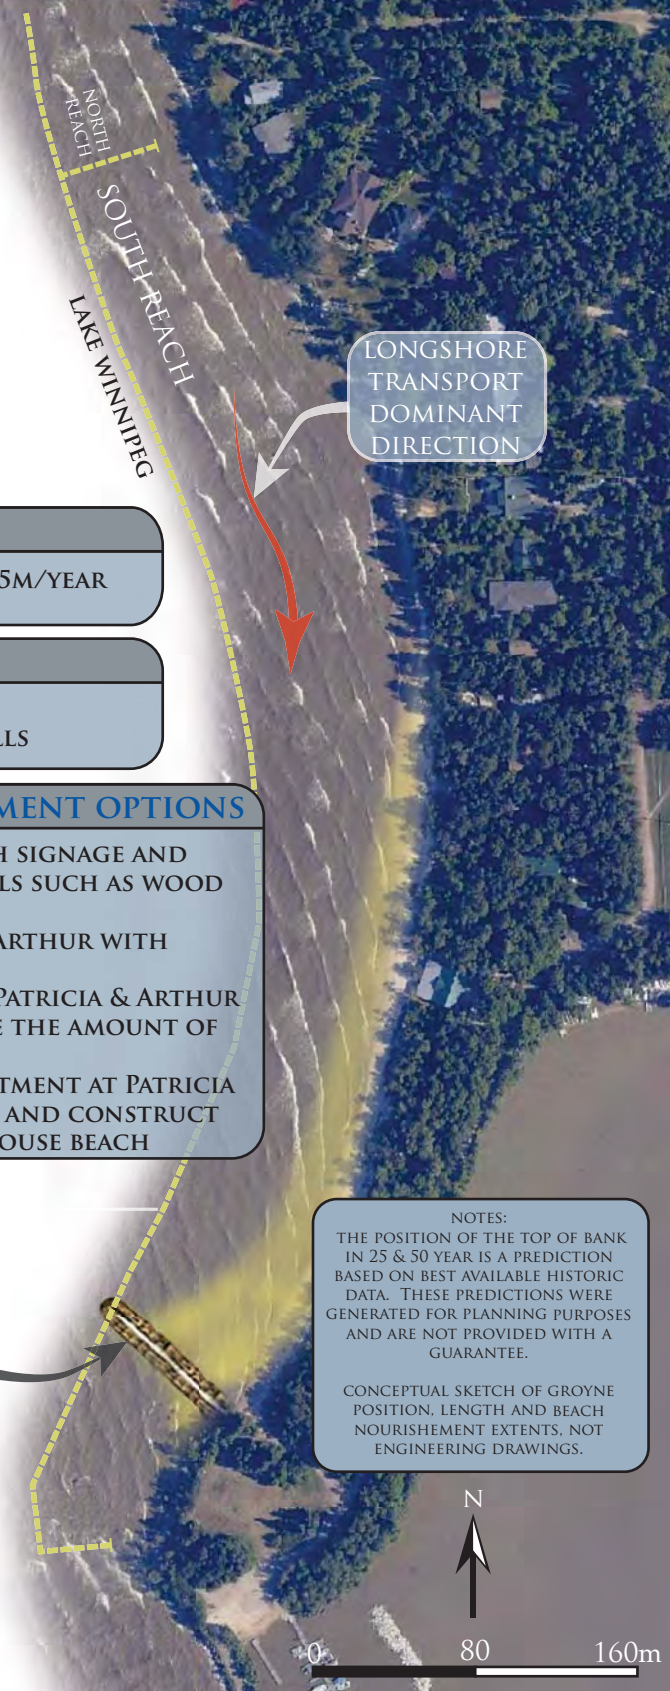 NORTH
REACH
SOUTH REACH
LAKE WINNIPEG
LONGSHORE
TRANSPORT
DOMINANT
DIRECTION
5M/YEAR
LLS
MENT OPTIONS
H SIGNAGE AND
LS SUCH AS WOOD
ARTHUR WITH
PATRICIA & ARTHUR
E THE AMOUNT OF
TMENT AT PATRICIA
AND CONSTRUCT
OUSE BEACH
NOTES:
THE POSITION OF THE TOP OF BANK
IN 25 & 50 YEAR IS A PREDICTION
BASED ON BEST AVAILABLE HISTORIC
DATA. THESE PREDICTIONS WERE
GENERATED FOR PLANNING PURPOSES
AND ARE NOT PROVIDED WITH A
GUARANTEE.
CONCEPTUAL SKETCH OF GROYNE
POSITION, LENGTH AND BEACH
NOURISHEMENT EXTENTS, NOT
ENGINEERING DRAWINGS.
N
0 80 160m